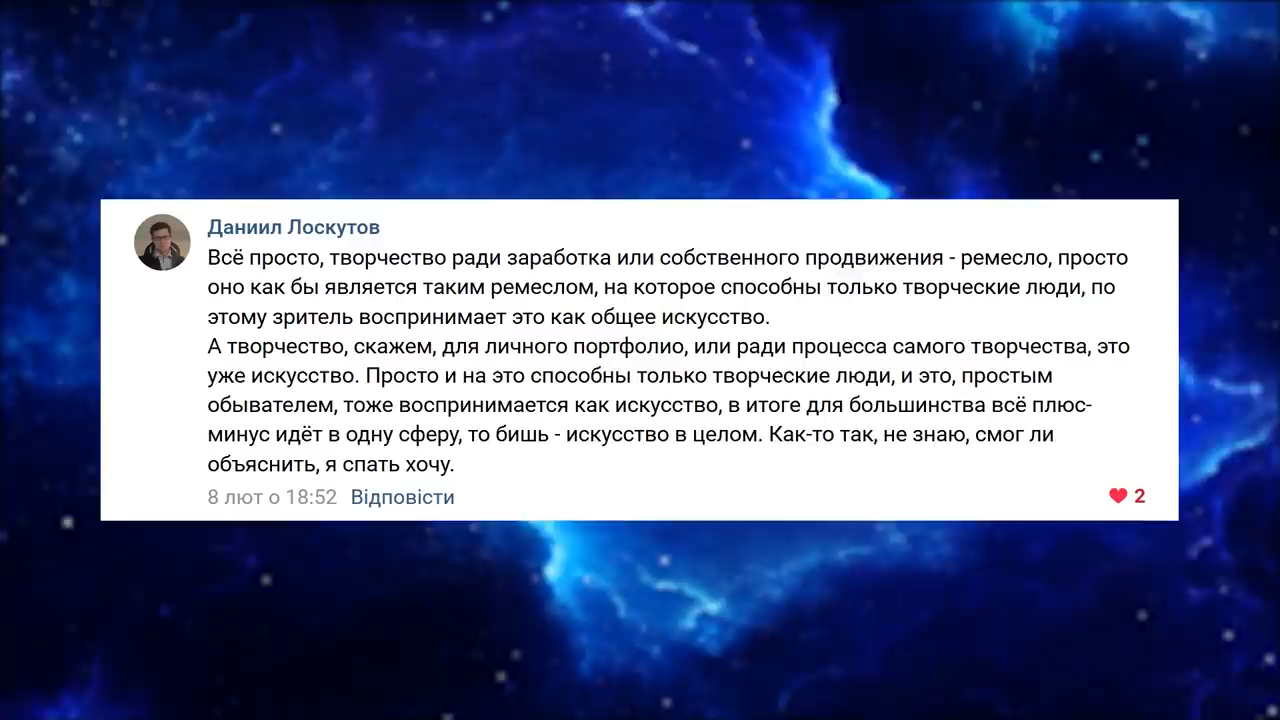 Даниил Лоскутов
Всё просто, творчество ради заработка или собственного продвижения - ремесло, просто
оно как бы является таким ремеслом, на которое способны только творческие люди, по
этому зритель воспринимает это как общее искусство.
А творчество, скажем, для личного портфолио, или ради процесса самого творчества, это
уже искусство. Просто и на это способны только творческие люди, и это, простым
обывателем, тоже воспринимается как искусство, в итоге для большинства всё плюс-
минус идёт в одну сферу, то бишь - искусство в целом. Как-то так, не знаю, смог ли
объяснить, я спать хочу.
8 лют о 18:52 Відповісти 2